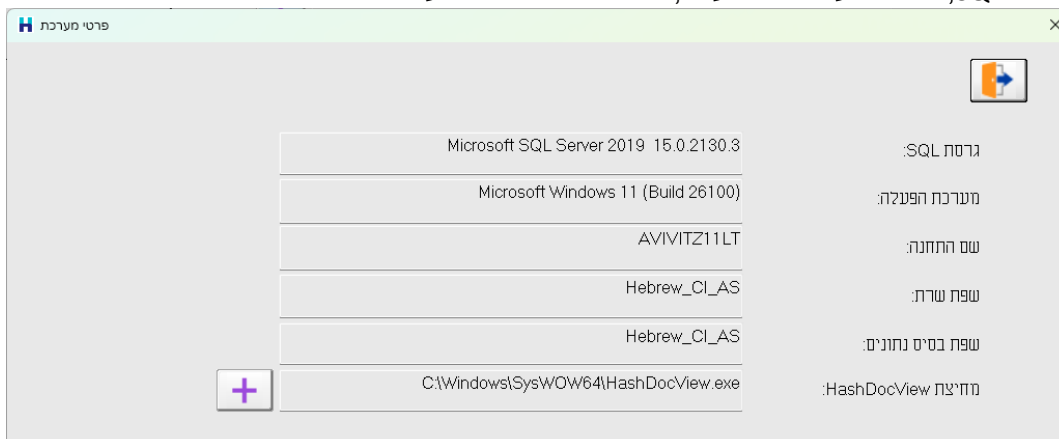 פרטי מערכת
גרסת SQL: Microsoft SQL Server 2019 15.0.2130.3
מערכת הפעלה: Microsoft Windows 11 (Build 26100)
שם התחנה: AVIVITZ11LT
שפת שרת: Hebrew_CI_AS
שפת בסיס נתונים: Hebrew_CI_AS
מחיצת HashDocView: C:\Windows\SysWOW64\HashDocView.exe